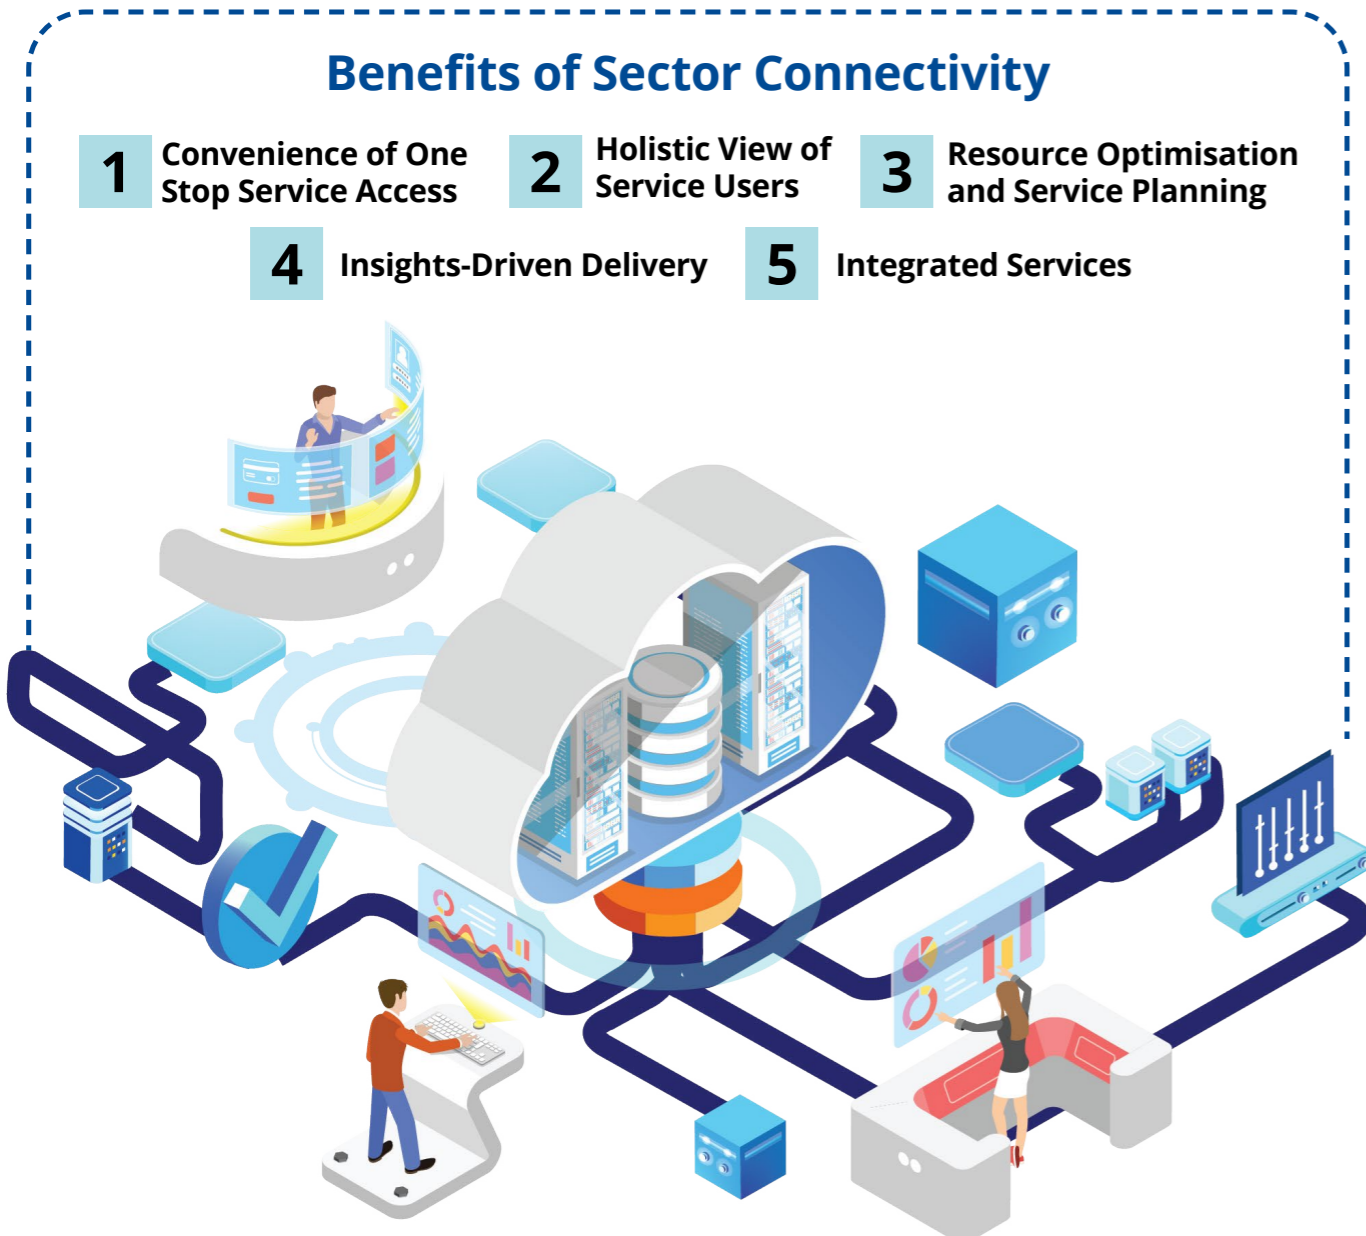 Benefits of Sector Connectivity
1 Convenience of One
Stop Service Access
2 Holistic View of
Service Users
3 Resource Optimisation
and Service Planning
4 Insights-Driven Delivery
5 Integrated Services